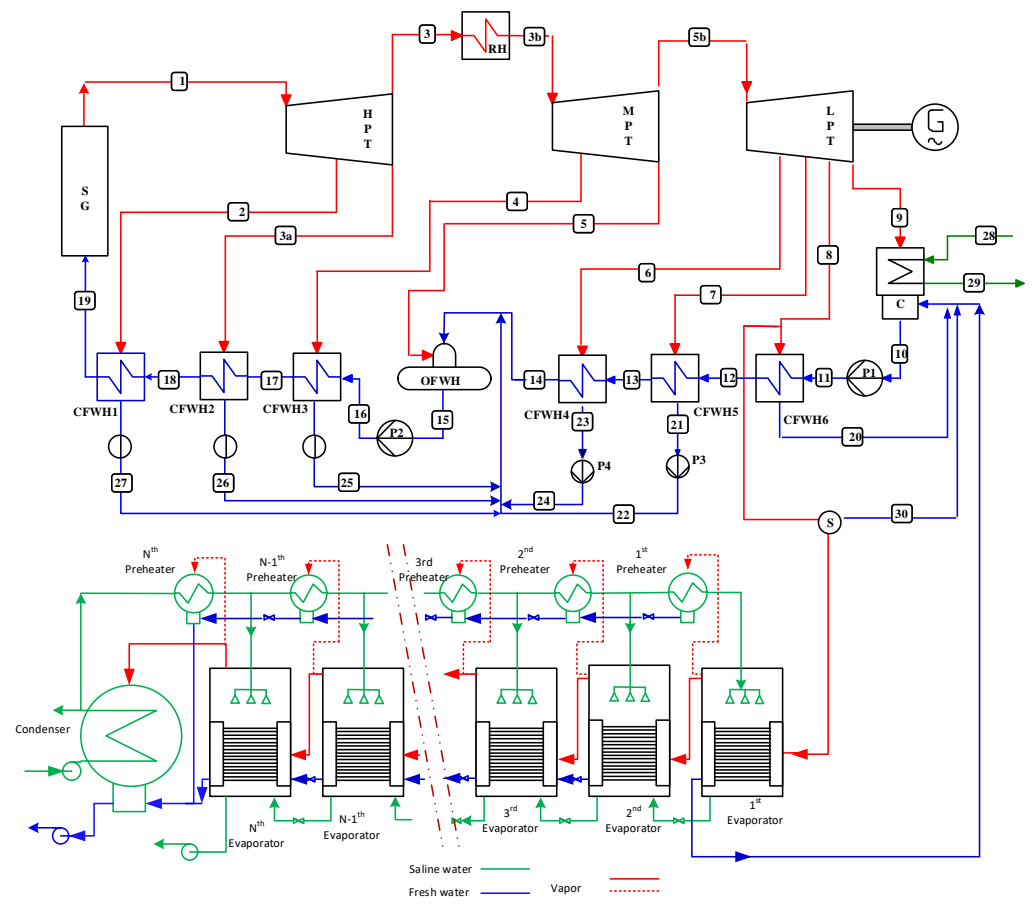 3
3b
RH
5b
1
H
P
T
M
P
T
L
P
T
G
~
S
G
2
3a
4
5
6
7
8
9
28
29
C
19
10
OFWH
18
17
16
15
14
13
12
11
P1
CFWH1
CFWH2
CFWH3
P2
CFWH4
CFWH5
CFWH6
23
21
20
P4
P3
27
26
25
24
22
S
30
Nth
Preheater
N-1th
Preheater
3rd
Preheater
2nd
Preheater
1st
Preheater
Condenser
Nth
Evaporator
N-1th
Evaporator
3rd
Evaporator
2nd
Evaporator
1st
Evaporator
Saline water
Fresh water
Vapor